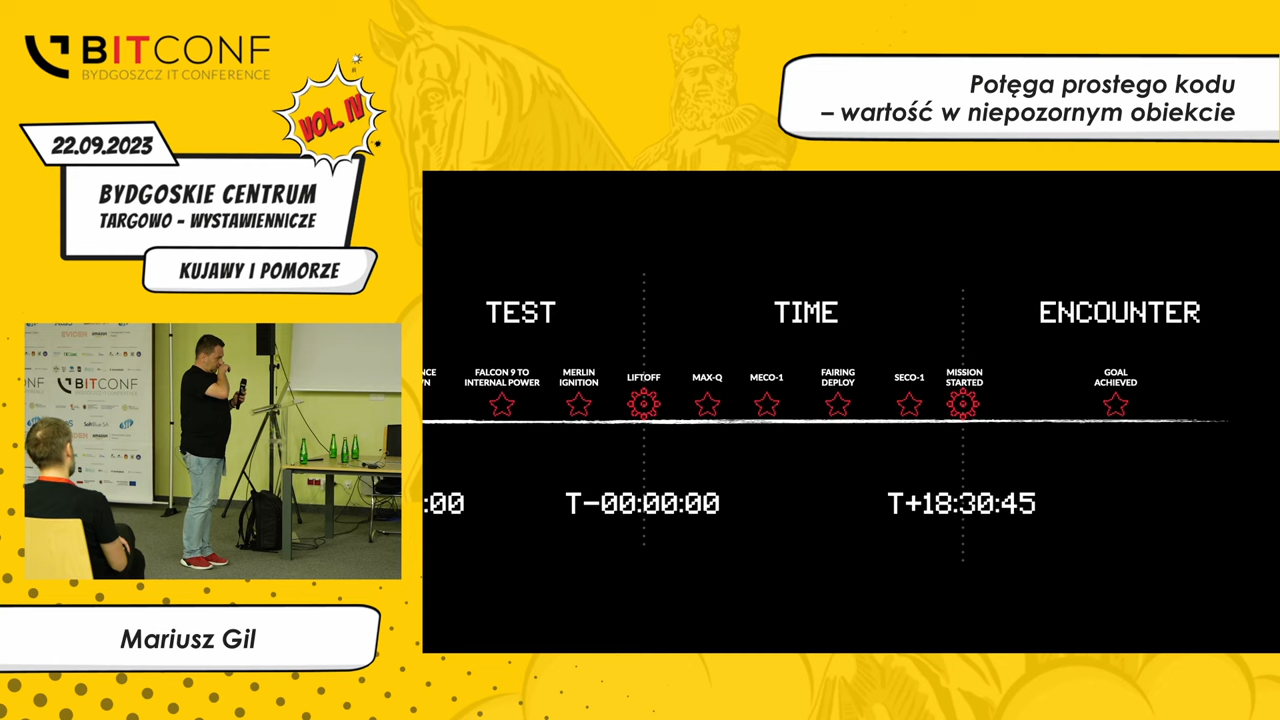 BITCONF
BYDGOSZCZ IT CONFERENCE
VOL. IV
22.09.2023
BYDGOSKIE CENTRUM
TARGOWO - WYSTAWIENNICZE
KUJAWY I POMORZE
Potęga prostego kodu
– wartość w niepozornym obiekcie
TEST
TIME
ENCOUNTER
FALCON 9 TO
INTERNAL POWER
MERLIN
IGNITION
LIFTOFF
MAX-Q
MECO-1
FAIRING
DEPLOY
SECO-1
MISSION
STARTED
GOAL
ACHIEVED
:00
T-00:00:00
T+18:30:45
BITCONF
Mariusz Gil